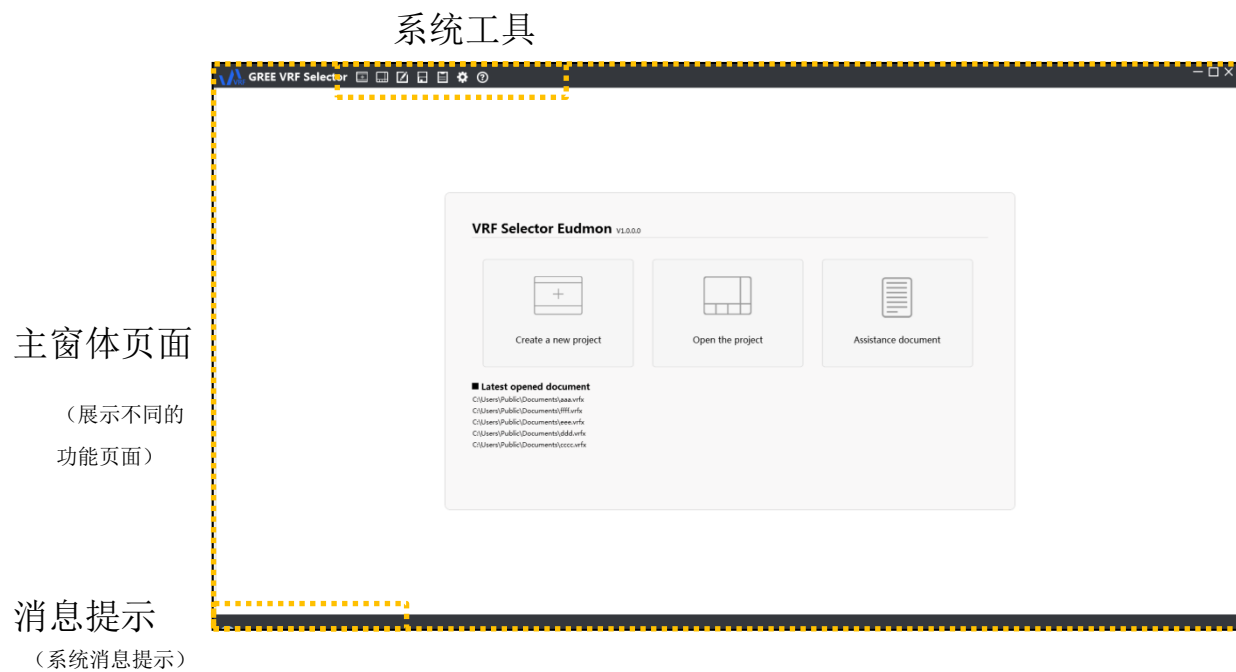 系统工具
GREE VRF Selector
VRF Selector Eudmon V1.0.0.0
Create a new project
Open the project
Assistance document
主窗体页面
（展示不同的
功能页面）
Latest opened document
C:\Users\Public\Documents\aaa.vrfx
C:\Users\Public\Documents\ffff.vrfx
C:\Users\Public\Documents\eee.vrfx
C:\Users\Public\Documents\ddd.vrfx
C:\Users\Public\Documents\cccc.vrfx
消息提示
（系统消息提示）